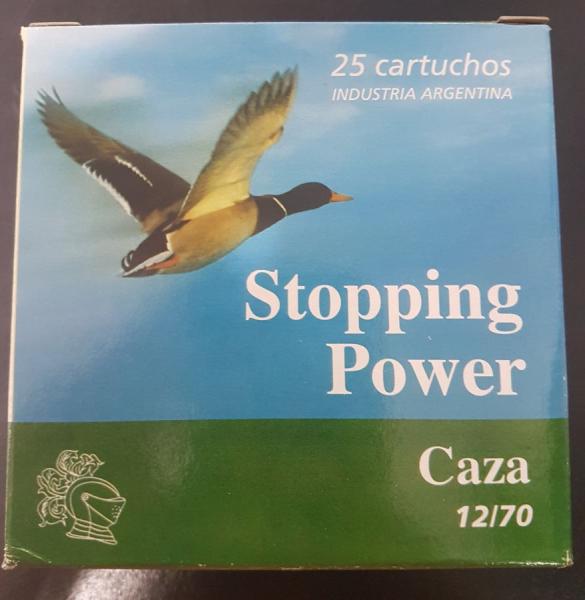 25 cartuchos
INDUSTRIA ARGENTINA
Stopping
Power
Caza
12/70